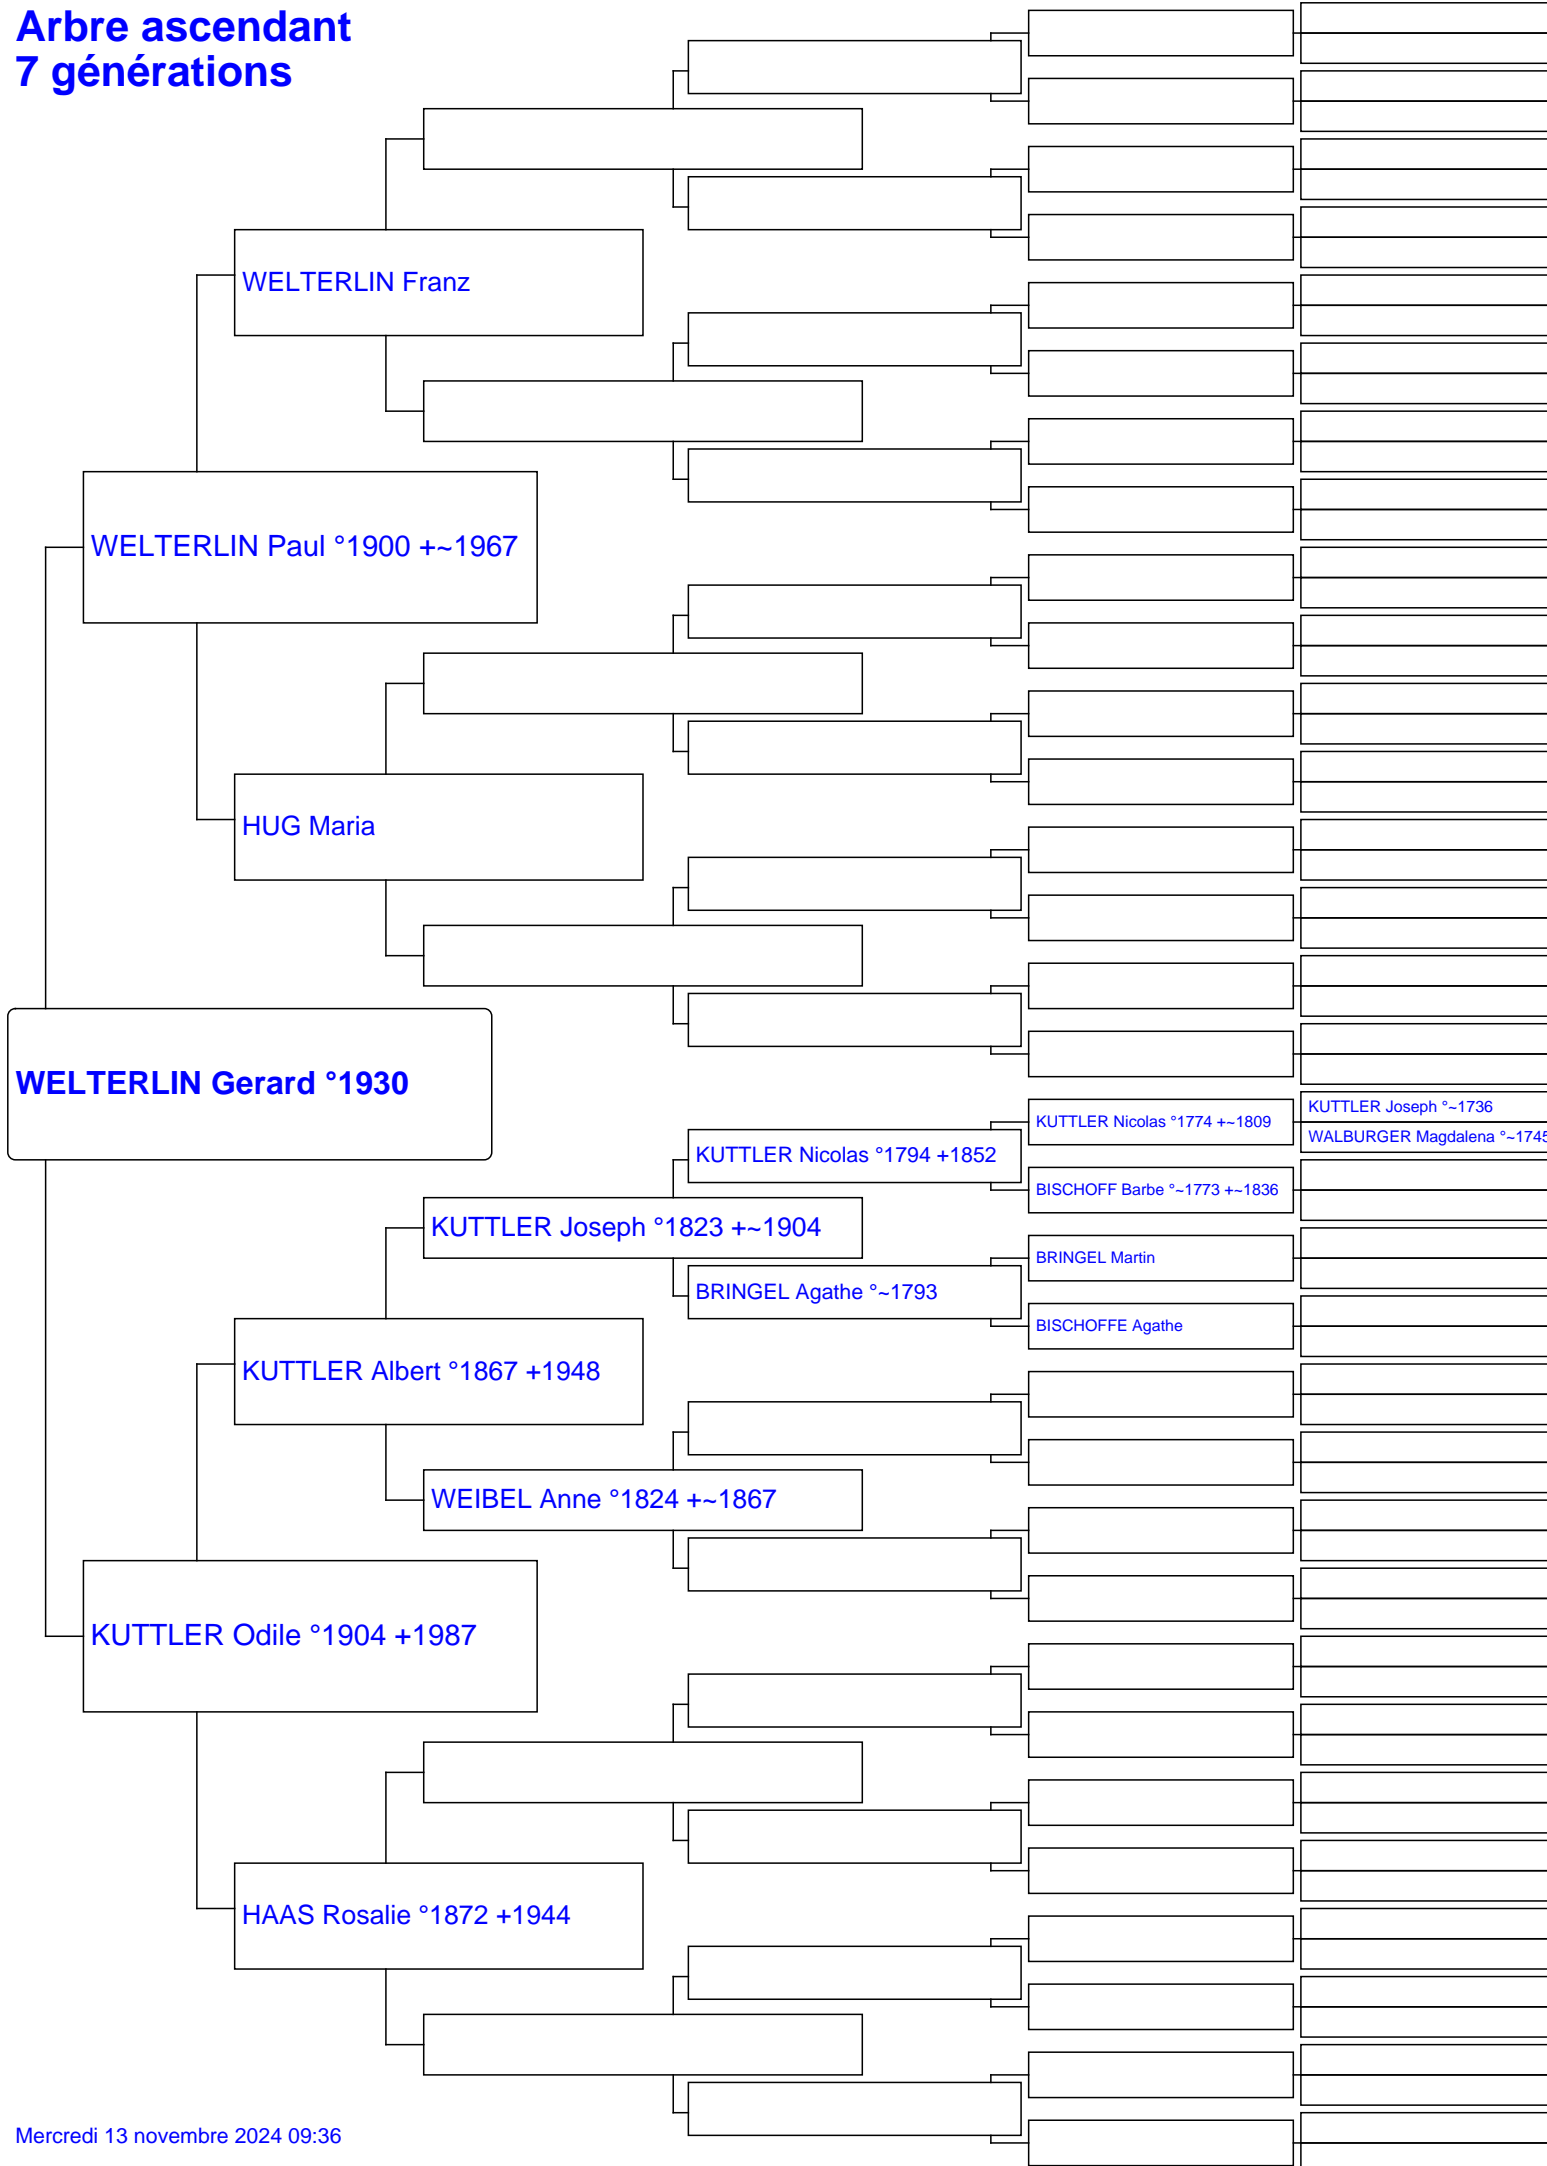 Arbre ascendant
7 générations
WELTERLIN Franz
WELTERLIN Paul °1900 +~1967
HUG Maria
WELTERLIN Gerard °1930
KUTTLER Nicolas °1774 +~1809
KUTTLER Joseph °~1736
WALBURGER Magdalena °~1745
KUTTLER Nicolas °1794 +1852
BISCHOFF Barbe °~1773 +~1836
KUTTLER Joseph °1823 +~1904
BRINGEL Martin
BRINGEL Agathe °~1793
BISCHOFFE Agathe
KUTTLER Albert °1867 +1948
WEIBEL Anne °1824 +~1867
KUTTLER Odile °1904 +1987
HAAS Rosalie °1872 +1944
Mercredi 13 novembre 2024 09:36